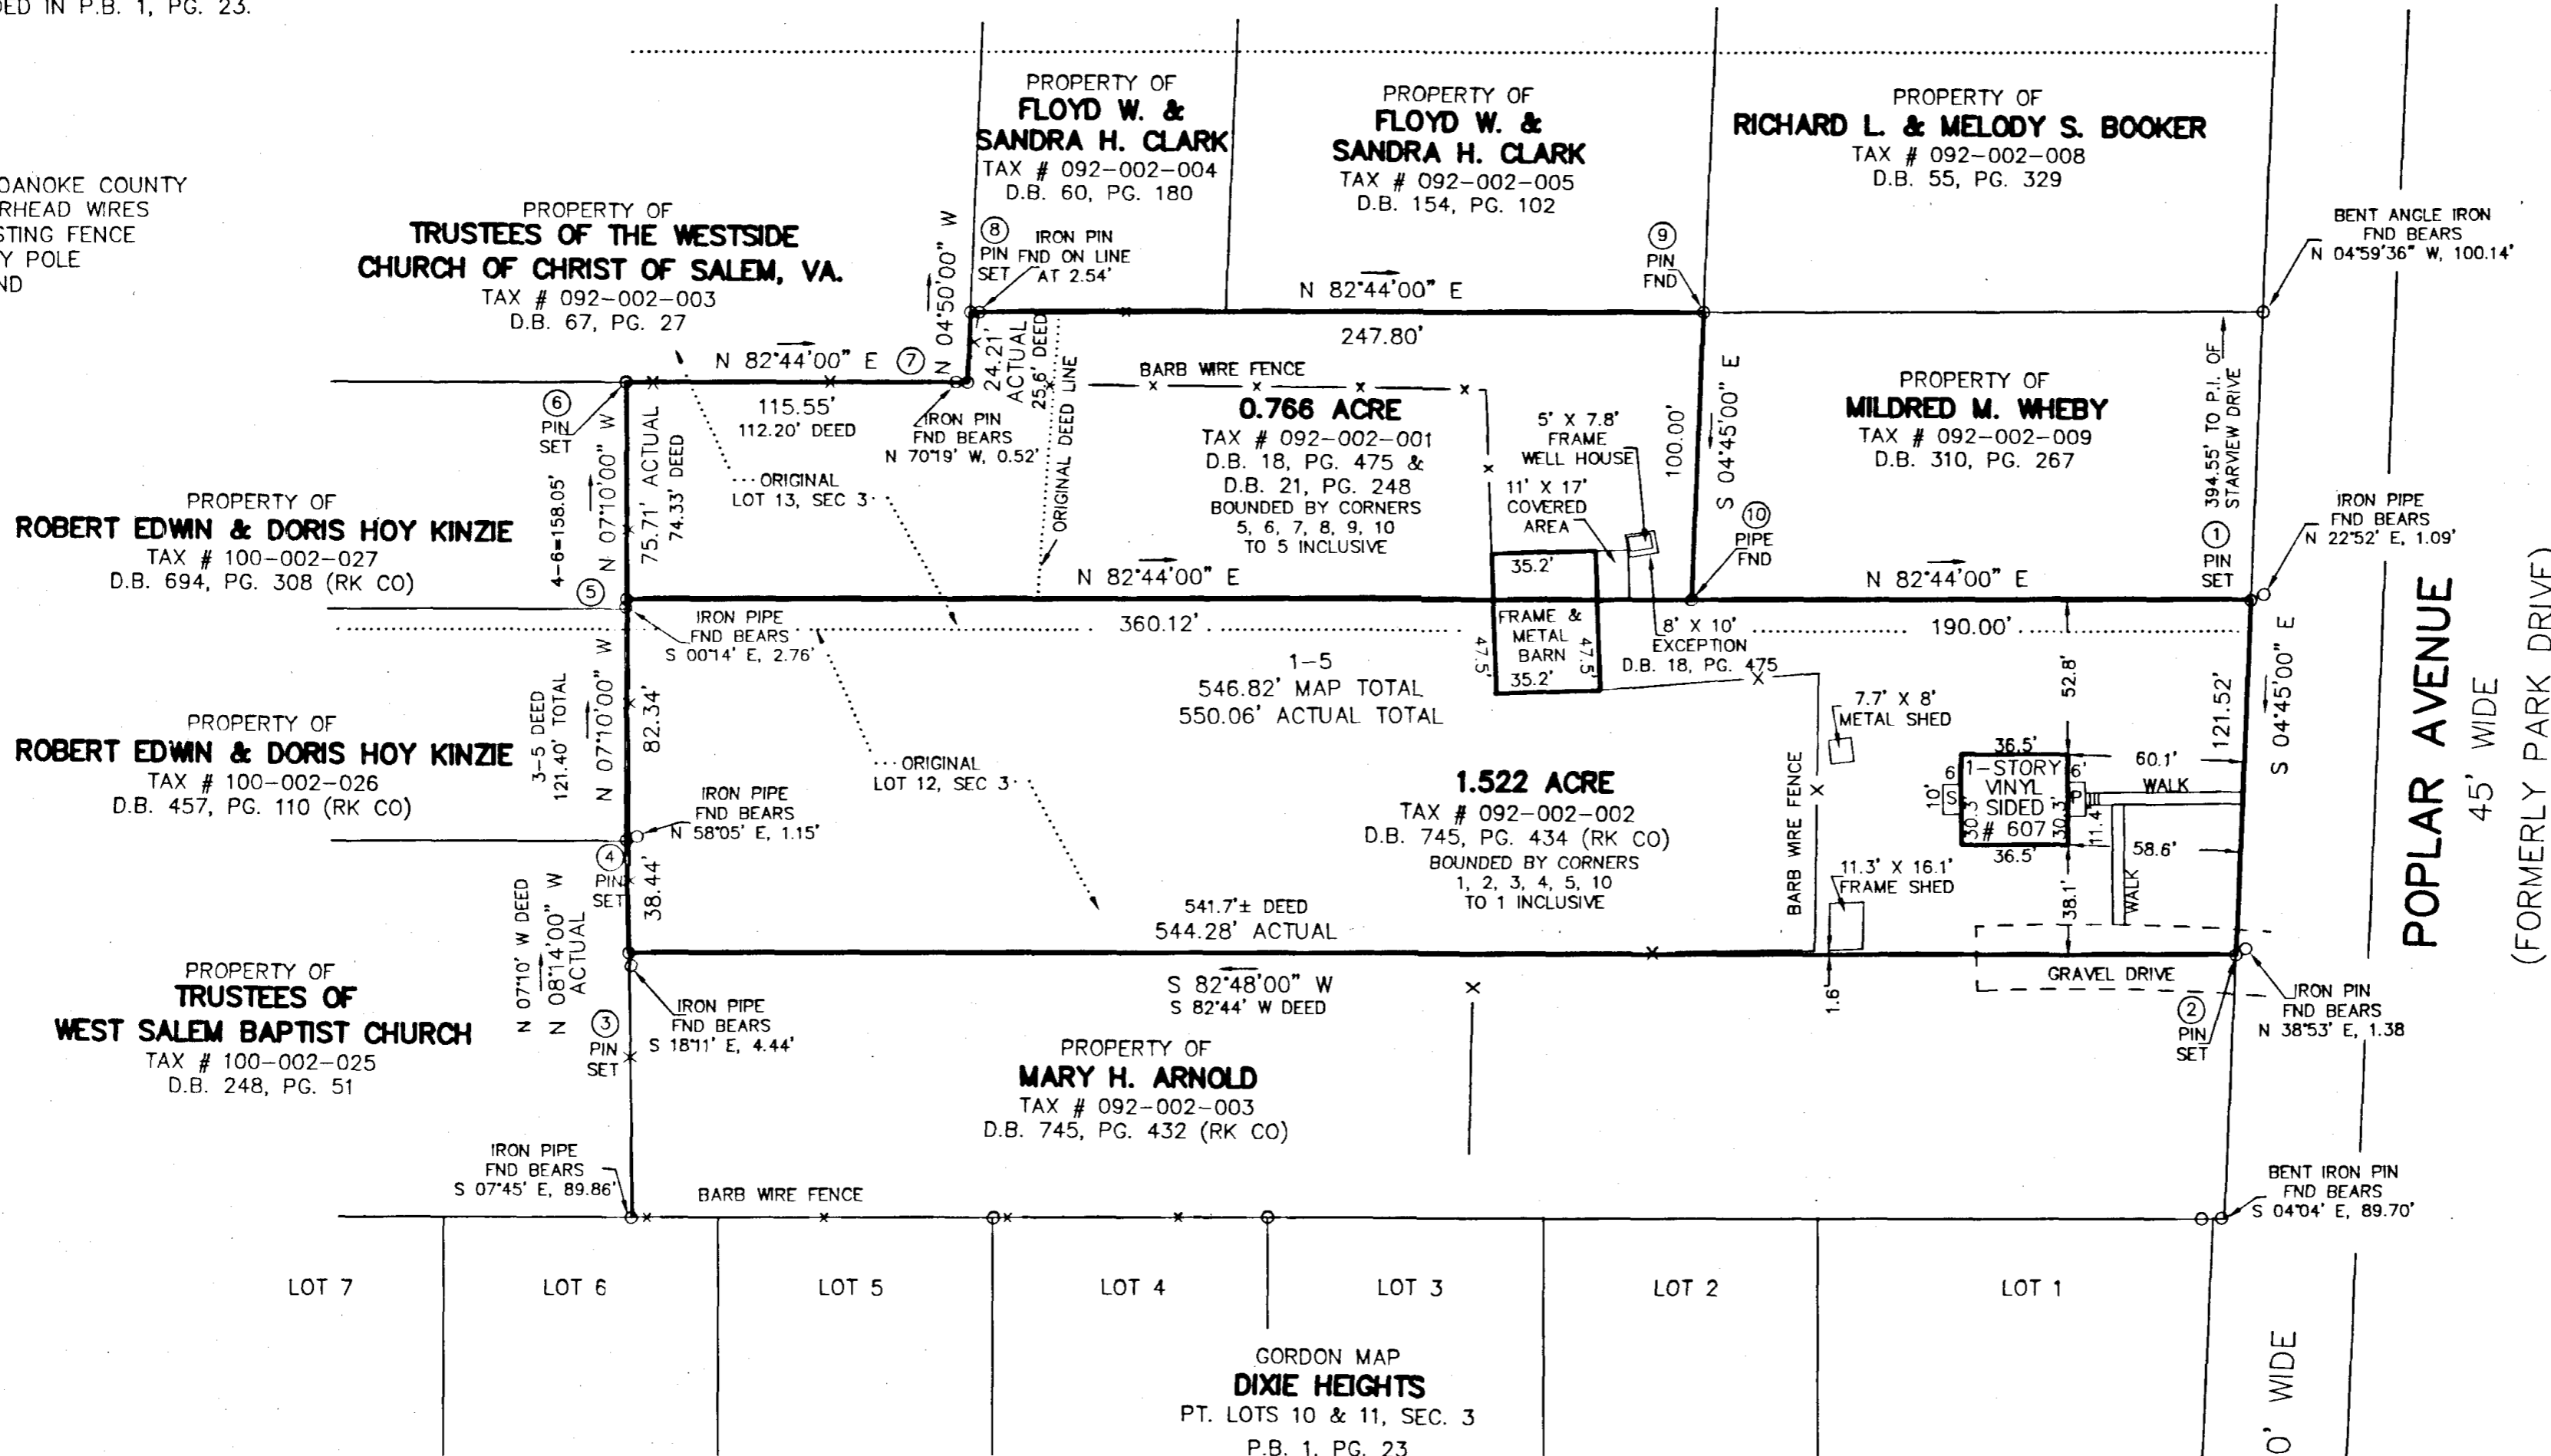 DED IN P.B. 1, PG. 23.
OANOKE COUNTY
RHEAD WIRES
STING FENCE
Y POLE
ND
PROPERTY OF
TRUSTEES OF THE WESTSIDE
CHURCH OF CHRIST OF SALEM, VA.
TAX # 092-002-003
D.B. 67, PG. 27
PROPERTY OF
FLOYD W. &
SANDRA H. CLARK
TAX # 092-002-004
D.B. 60, PG. 180
PROPERTY OF
FLOYD W. &
SANDRA H. CLARK
TAX # 092-002-005
D.B. 154, PG. 102
PROPERTY OF
RICHARD L. & MELODY S. BOOKER
TAX # 092-002-008
D.B. 55, PG. 329
BENT ANGLE IRON
FND BEARS
N 04°59'36" W, 100.14'
8
PIN
SET
IRON PIN
FND ON LINE
AT 2.54'
9
PIN
FND
N 82°44'00" E
247.80'
N 04°50'00" W
24.21'
ACTUAL
25.6' DEED
ORIGINAL DEED LINE
N 82°44'00" E
7
115.55'
112.20' DEED
6
PIN
SET
IRON PIN
FND BEARS
N 70°19' W, 0.52'
BARB WIRE FENCE
0.766 ACRE
TAX # 092-002-001
D.B. 18, PG. 475 &
D.B. 21, PG. 248
BOUNDED BY CORNERS
5, 6, 7, 8, 9, 10
TO 5 INCLUSIVE
5' X 7.8'
FRAME
WELL HOUSE
11' X 17'
COVERED
AREA
100.00'
S 04°45'00" E
10
PIPE
FND
PROPERTY OF
MILDRED M. WHEBY
TAX # 092-002-009
D.B. 310, PG. 267
394.55' TO P.I. OF
STARVIEW DRIVE
1
PIN
SET
IRON PIPE
FND BEARS
N 22°52' E, 1.09'
PROPERTY OF
ROBERT EDWIN & DORIS HOY KINZIE
TAX # 100-002-027
D.B. 694, PG. 308 (RK CO)
4-6=158.05'
N 07°10'00" W
75.71' ACTUAL
74.33' DEED
ORIGINAL
LOT 13, SEC 3
5
N 82°44'00" E
N 82°44'00" E
IRON PIPE
FND BEARS
S 00°14' E, 2.76'
360.12'
190.00'
1-5
546.82' MAP TOTAL
550.06' ACTUAL TOTAL
35.2'
FRAME &
METAL
BARN
35.2'
47.5'
47.5'
8' X 10'
EXCEPTION
D.B. 18, PG. 475
PROPERTY OF
ROBERT EDWIN & DORIS HOY KINZIE
TAX # 100-002-026
D.B. 457, PG. 110 (RK CO)
3-5 DEED
121.40' TOTAL
N 07°10'00" W
82.34'
ORIGINAL
LOT 12, SEC 3
IRON PIPE
FND BEARS
N 58°05' E, 1.15'
4
PIN
SET
38.44'
1.522 ACRE
TAX # 092-002-002
D.B. 745, PG. 434 (RK CO)
BOUNDED BY CORNERS
1, 2, 3, 4, 5, 10
TO 1 INCLUSIVE
BARB WIRE FENCE
7.7' X 8'
METAL SHED
11.3' X 16.1'
FRAME SHED
52.8'
36.5'
1-STORY
VINYL
SIDED
# 607
36.5'
30.3'
30.3'
6
10'
S
6'
P
11.4'
60.1'
WALK
58.6'
WALK
38.1'
121.52'
S 04°45'00" E
POPLAR AVENUE
45' WIDE
(FORMERLY PARK DRIVE)
541.7'± DEED
544.28' ACTUAL
S 82°48'00" W
S 82°44' W DEED
N 07°10' W DEED
N 08°14'00" W
ACTUAL
3
PIN
SET
IRON PIPE
FND BEARS
S 18°11' E, 4.44'
PROPERTY OF
TRUSTEES OF
WEST SALEM BAPTIST CHURCH
TAX # 100-002-025
D.B. 248, PG. 51
PROPERTY OF
MARY H. ARNOLD
TAX # 092-002-003
D.B. 745, PG. 432 (RK CO)
1.6'
GRAVEL DRIVE
2
PIN
SET
IRON PIN
FND BEARS
N 38°53' E, 1.38
IRON PIPE
FND BEARS
S 07°45' E, 89.86'
BARB WIRE FENCE
BENT IRON PIN
FND BEARS
S 04°04' E, 89.70'
LOT 7
LOT 6
LOT 5
LOT 4
LOT 3
LOT 2
LOT 1
GORDON MAP
DIXIE HEIGHTS
PT. LOTS 10 & 11, SEC. 3
P.B. 1, PG. 23
0' WIDE